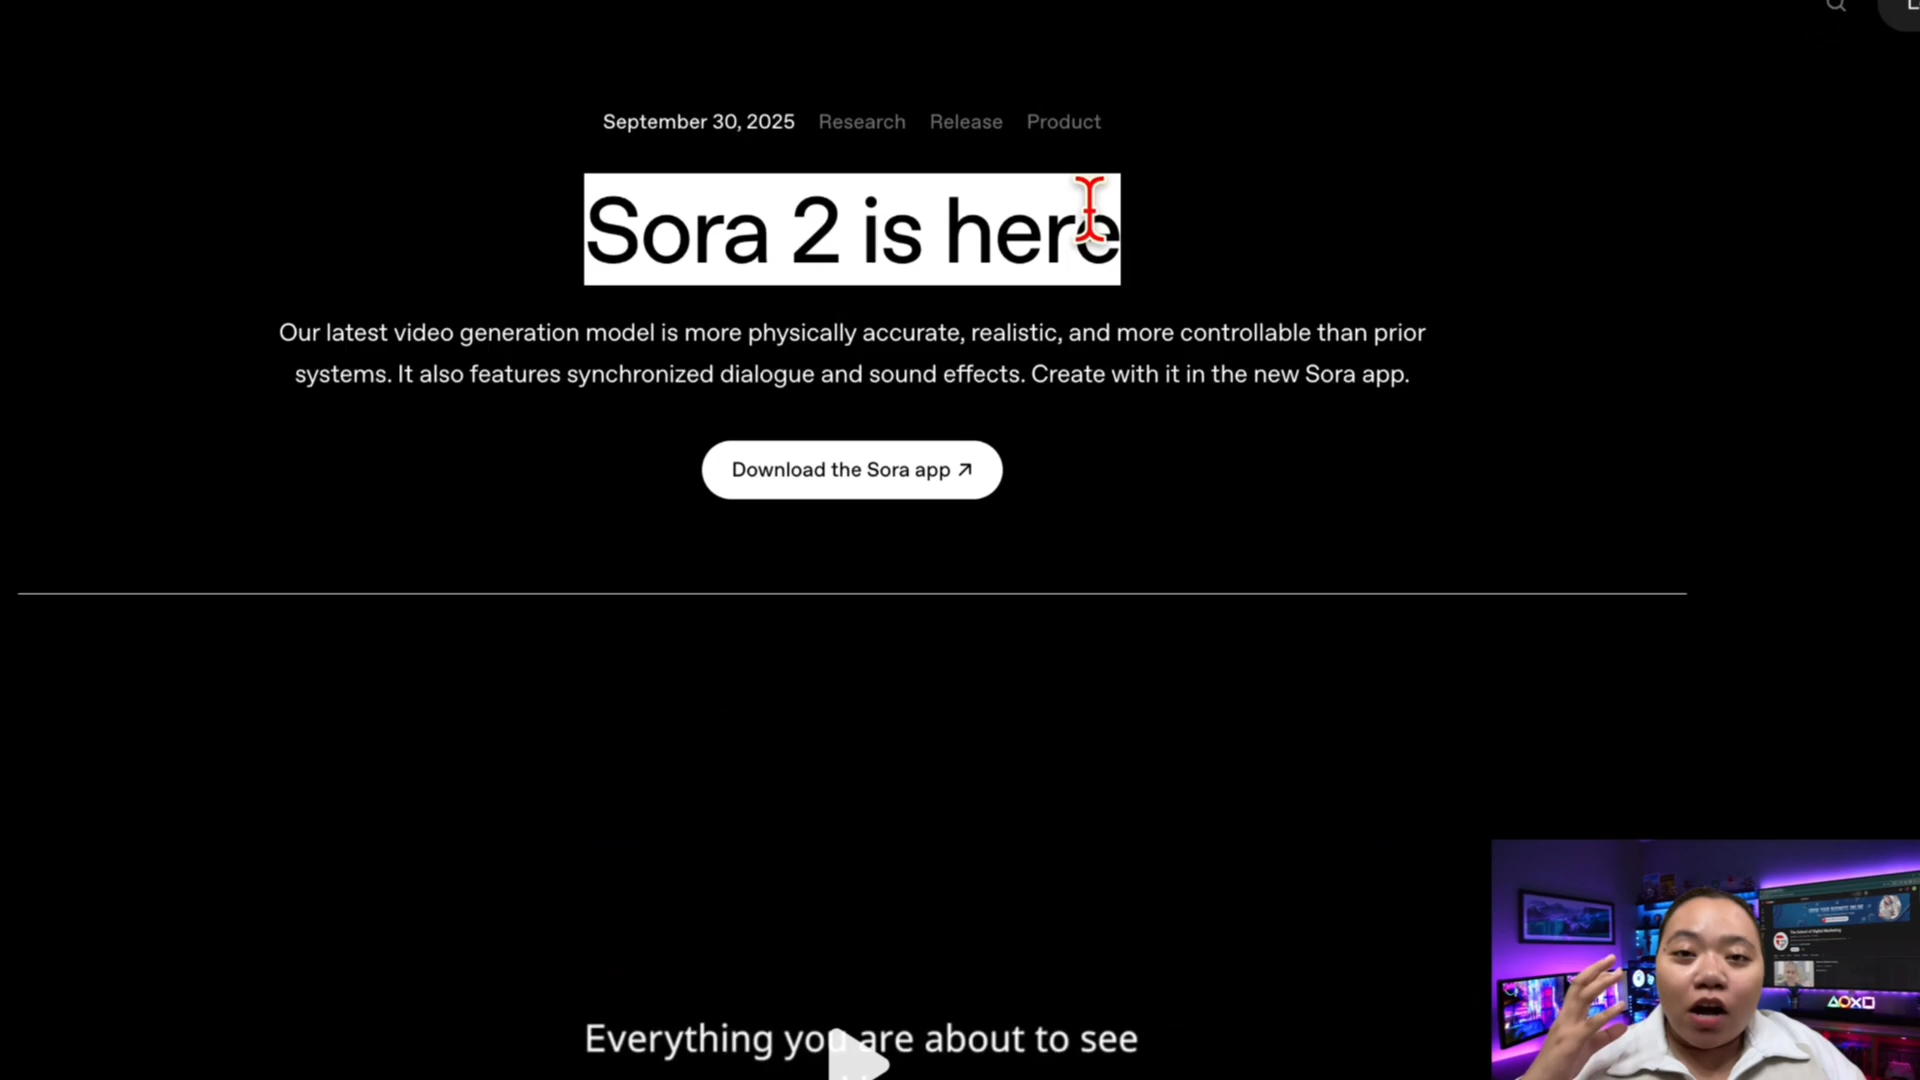 September 30, 2025 Research Release Product
Sora 2 is here
Our latest video generation model is more physically accurate, realistic, and more controllable than prior
systems. It also features synchronized dialogue and sound effects. Create with it in the new Sora app.
Download the Sora app ↗
Everything you are about to see